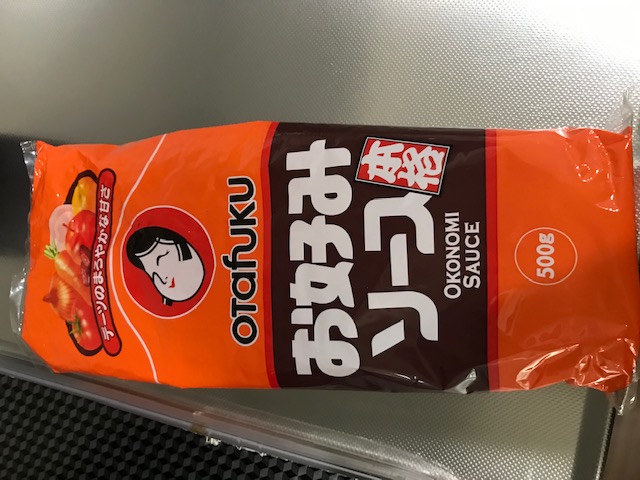 デーツのまろやかな甘さ
OTafUKU
お好み
本格
ソース
OKONOMI
SAUCE
500g